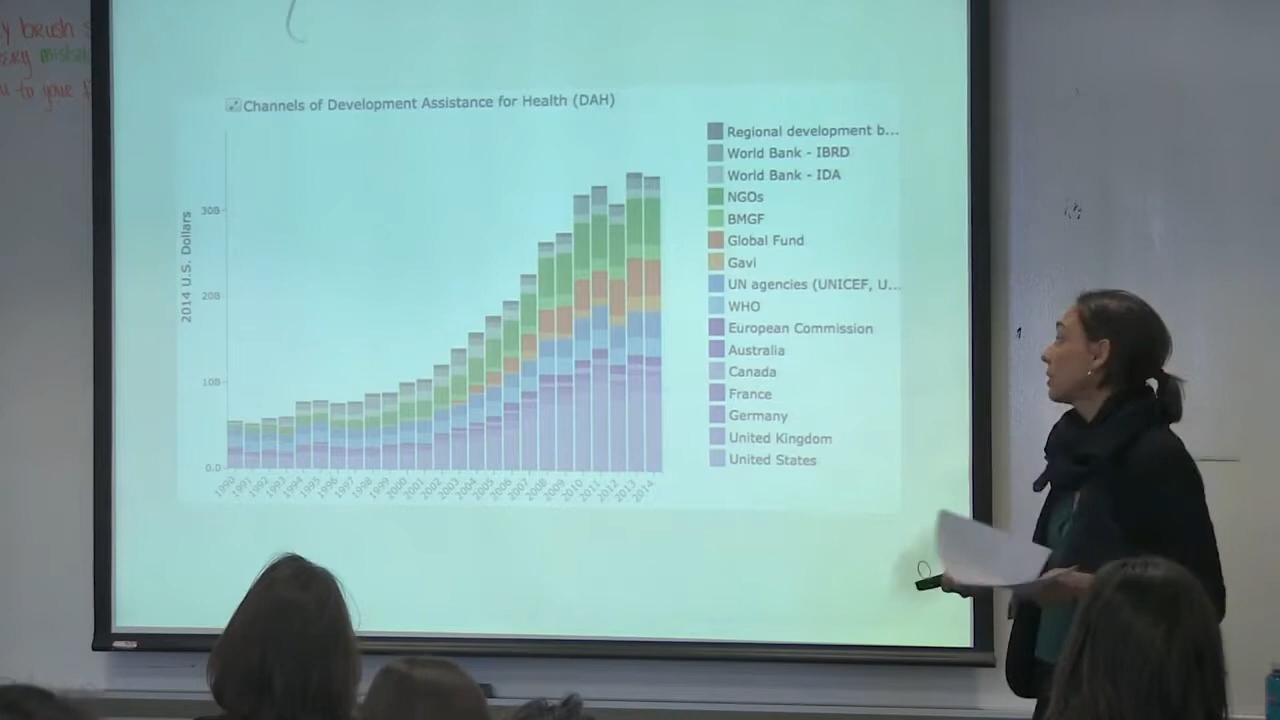 y brush
ery
to your
Channels of Development Assistance for Health (DAH)
2014 U.S. Dollars
30B
20B
10B
0.0
1990 1991 1992 1993 1994 1995 1996 1997 1998 1999 2000 2001 2002 2003 2004 2005 2006 2007 2008 2009 2010 2011 2012 2013 2014
Regional development b...
World Bank - IBRD
World Bank - IDA
NGOs
BMGF
Global Fund
Gavi
UN agencies (UNICEF, U...
WHO
European Commission
Australia
Canada
France
Germany
United Kingdom
United States